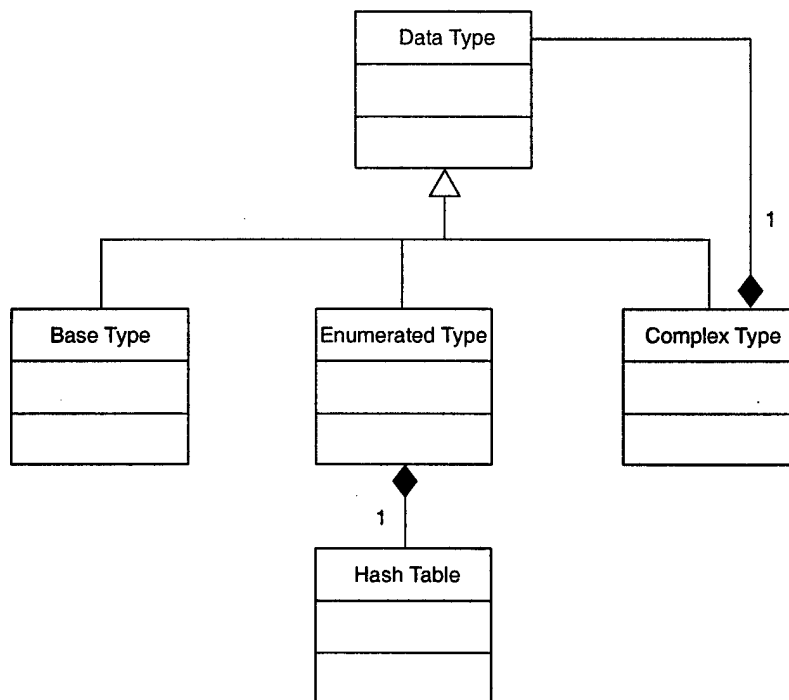 Data Type
1
Base Type
Enumerated Type
Complex Type
1
Hash Table